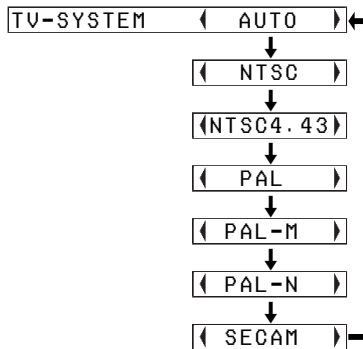 TV-SYSTEM AUTO
NTSC
NTSC4.43
PAL
PAL-M
PAL-N
SECAM